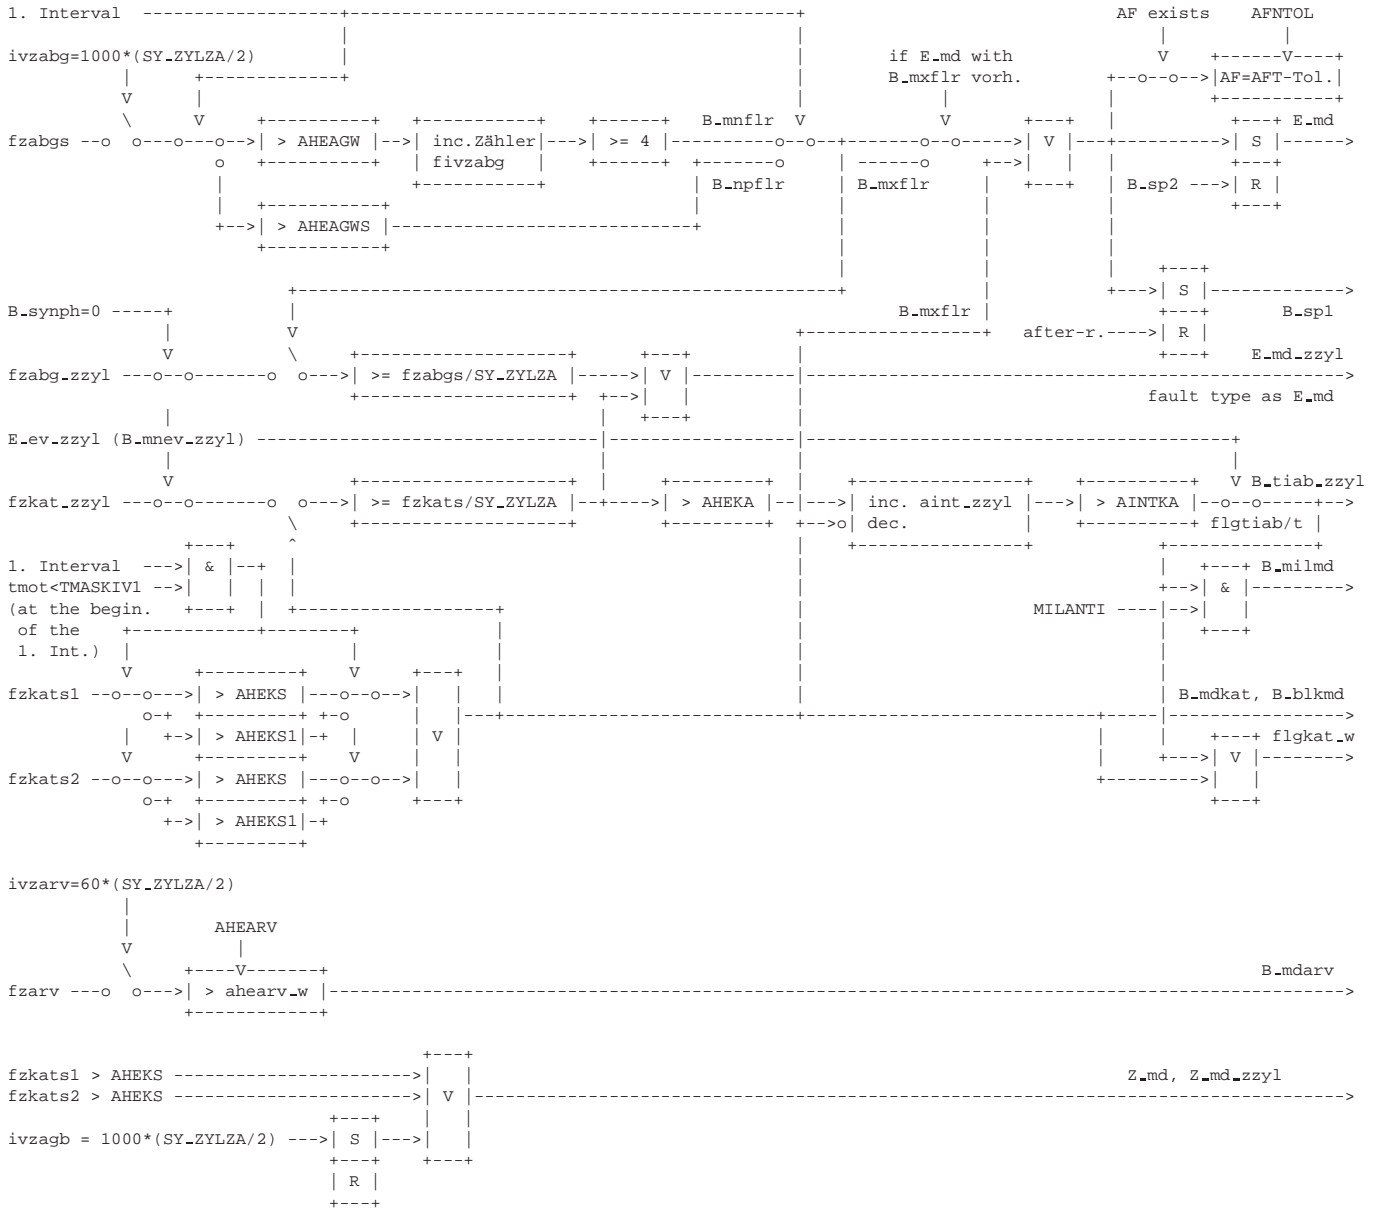 1. Interval AF exists AFNTOL
ivzabg=1000*(SY_ZYLZA/2) if E_md with
B_mxflr vorh. AF=AFT-Tol.
B_mnflr E_md
fzabgs > AHEAGW inc.Zähler >= 4 V S
fivzabg
B_npflr B_mxflr B_sp2 R
> AHEAGWS
S
B_synph=0 B_mxflr B_sp1
after-r. R
E_md_zzyl
fzabg_zzyl >= fzabgs/SY_ZYLZA V
fault type as E_md
E_ev_zzyl (B_mnev_zzyl)
B_tiab_zzyl
fzkat_zzyl >= fzkats/SY_ZYLZA > AHEKA inc. aint_zzyl > AINTKA
dec. flgtiab/t
1. Interval & B_milmd
tmot<TMASKIV1 &
(at the begin. MILANTI
of the
1. Int.)
fzkats1 > AHEKS B_mdkat, B_blkmd
> AHEKS1 V flgkat_w
V
fzkats2 > AHEKS
> AHEKS1
ivzarv=60*(SY_ZYLZA/2)
AHEARV
B_mdarv
fzarv > ahearv_w
fzkats1 > AHEKS Z_md, Z_md_zzyl
fzkats2 > AHEKS V
ivzagb = 1000*(SY_ZYLZA/2) S
R